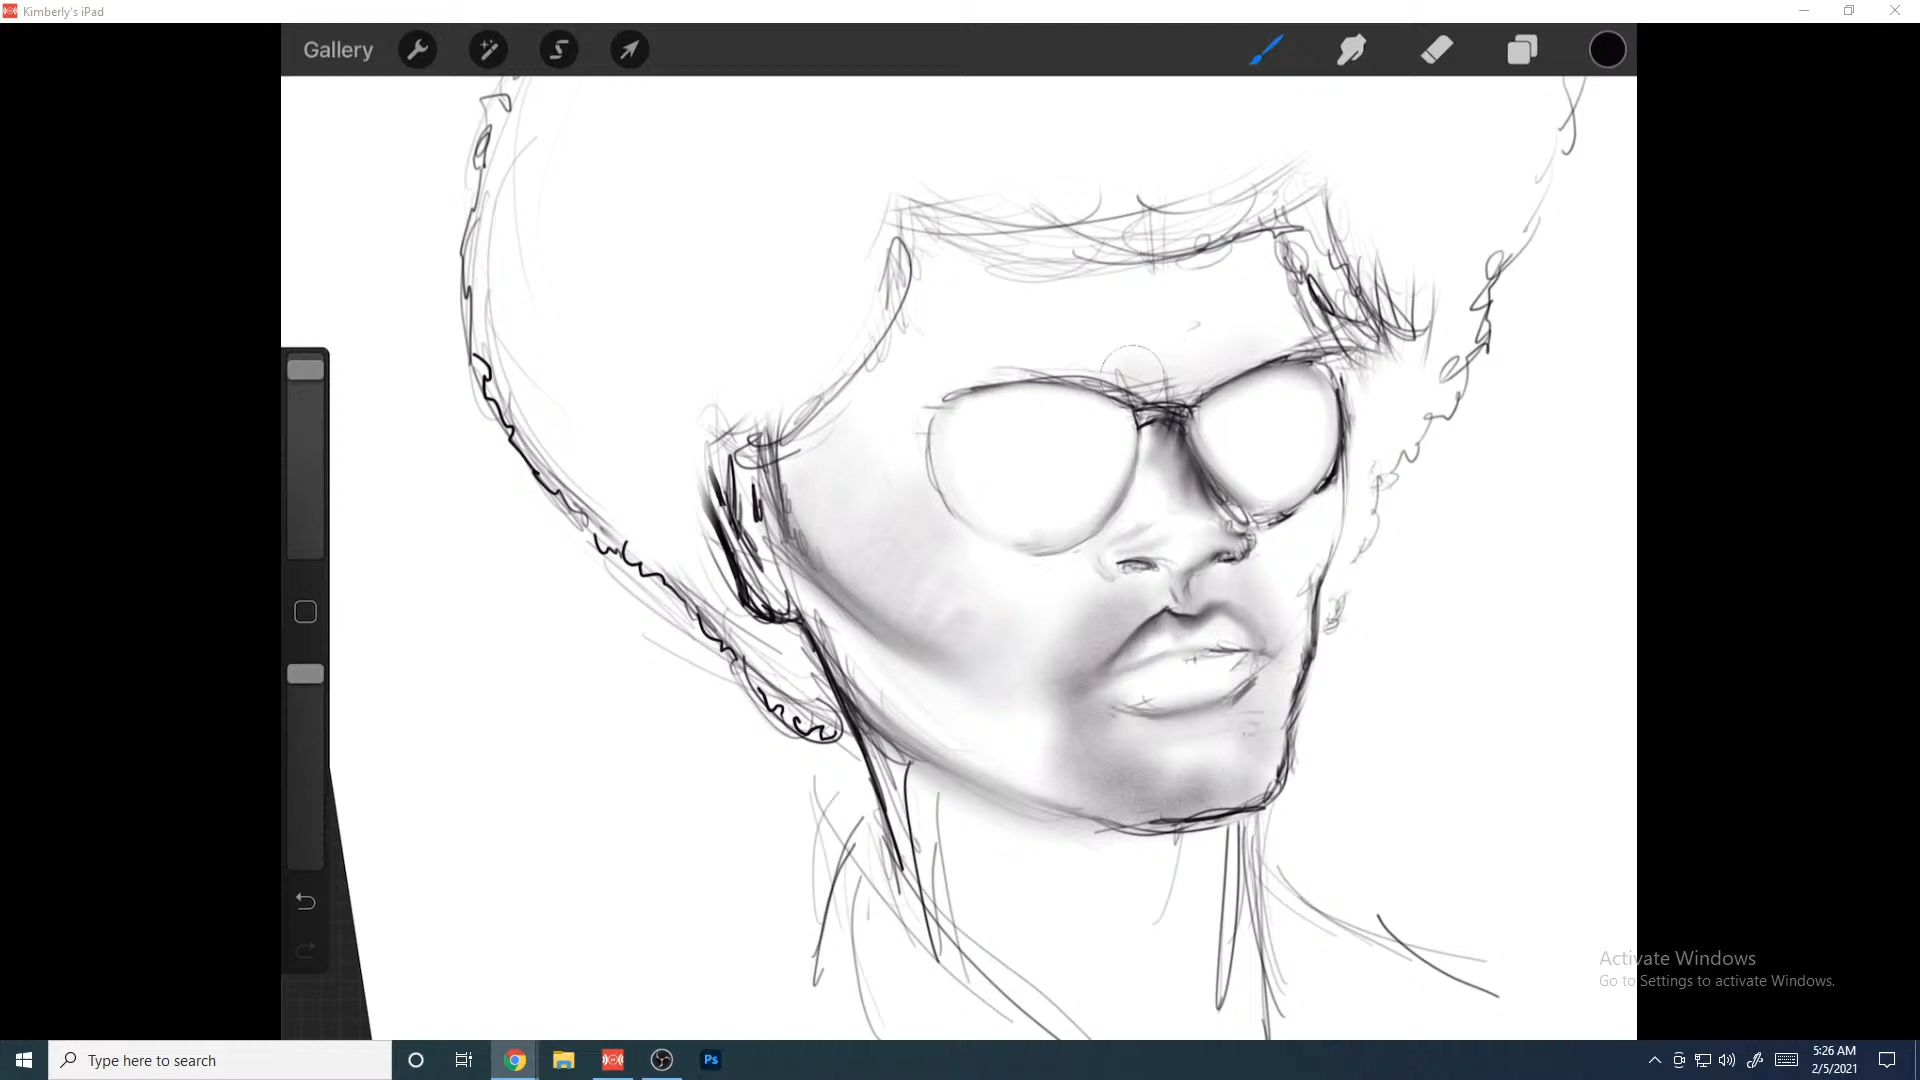 Kimberly's iPad
Gallery
Activate Windows
Go to Settings to activate Windows.
Type here to search
Ps
5:26 AM
2/5/2021